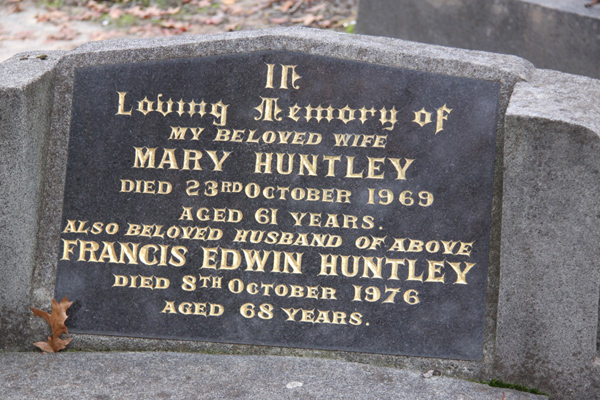 In
Loving Memory of
MY BELOVED WIFE
MARY HUNTLEY
DIED 23RD OCTOBER 1969
AGED 61 YEARS.
ALSO BELOVED HUSBAND OF ABOVE
FRANCIS EDWIN HUNTLEY
DIED 8TH OCTOBER 1976
AGED 68 YEARS.